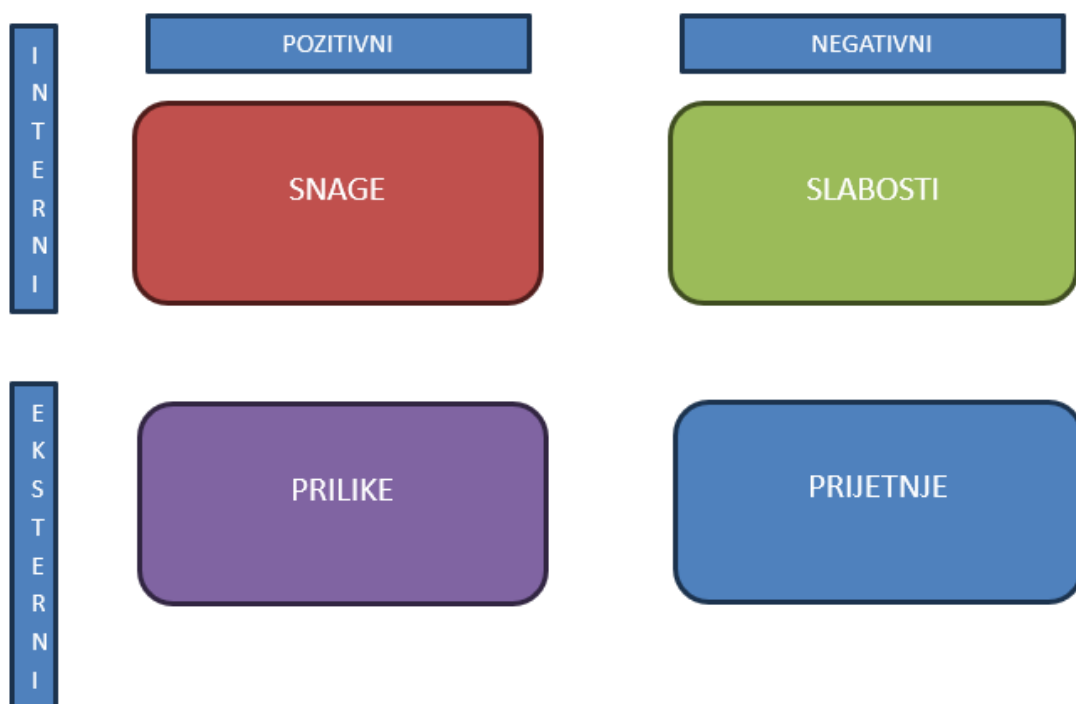 POZITIVNI
NEGATIVNI
INTERNI
SNAGE
SLABOSTI
EKSTERNI
PRILIKE
PRIJETNJE